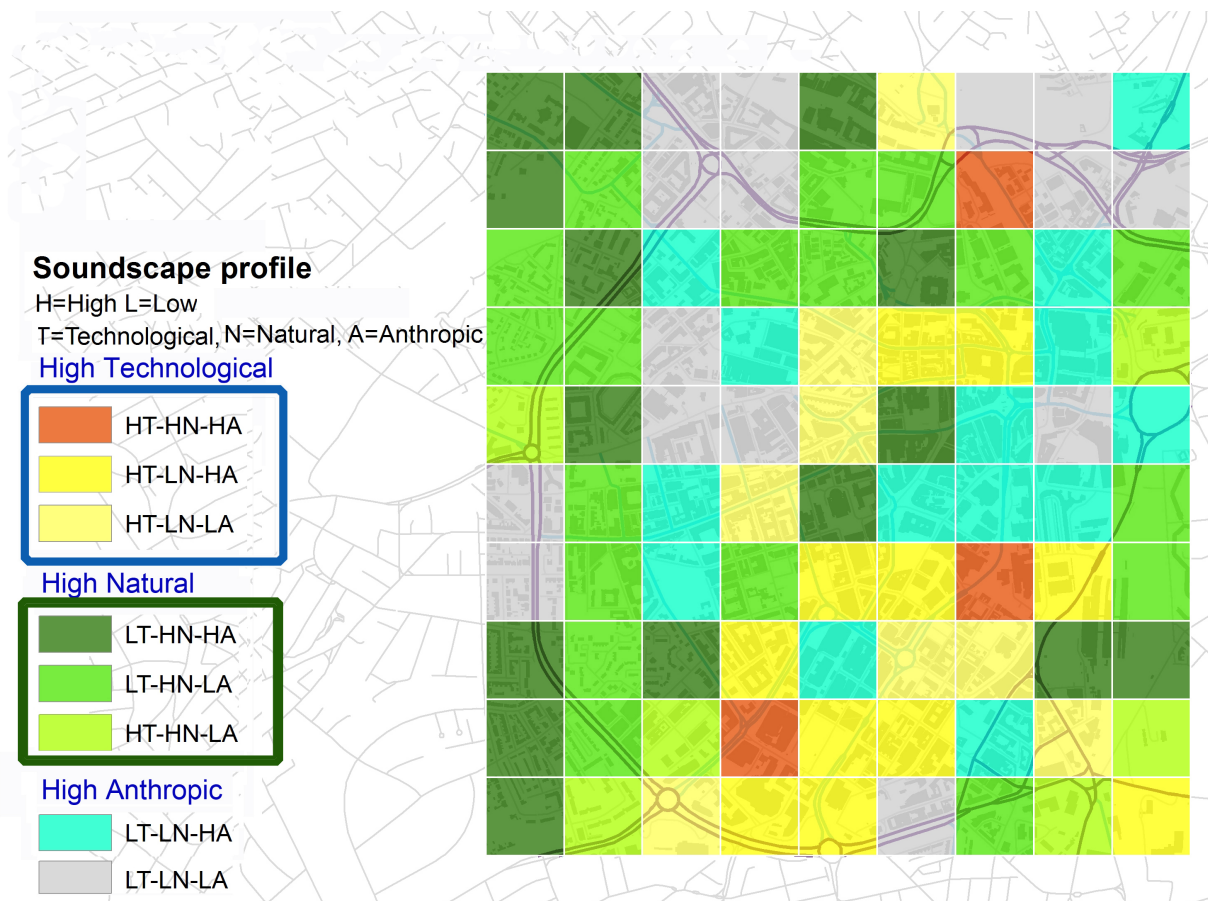 Soundscape profile
H=High L=Low
T=Technological, N=Natural, A=Anthropic
High Technological
HT-HN-HA
HT-LN-HA
HT-LN-LA
High Natural
LT-HN-HA
LT-HN-LA
HT-HN-LA
High Anthropic
LT-LN-HA
LT-LN-LA